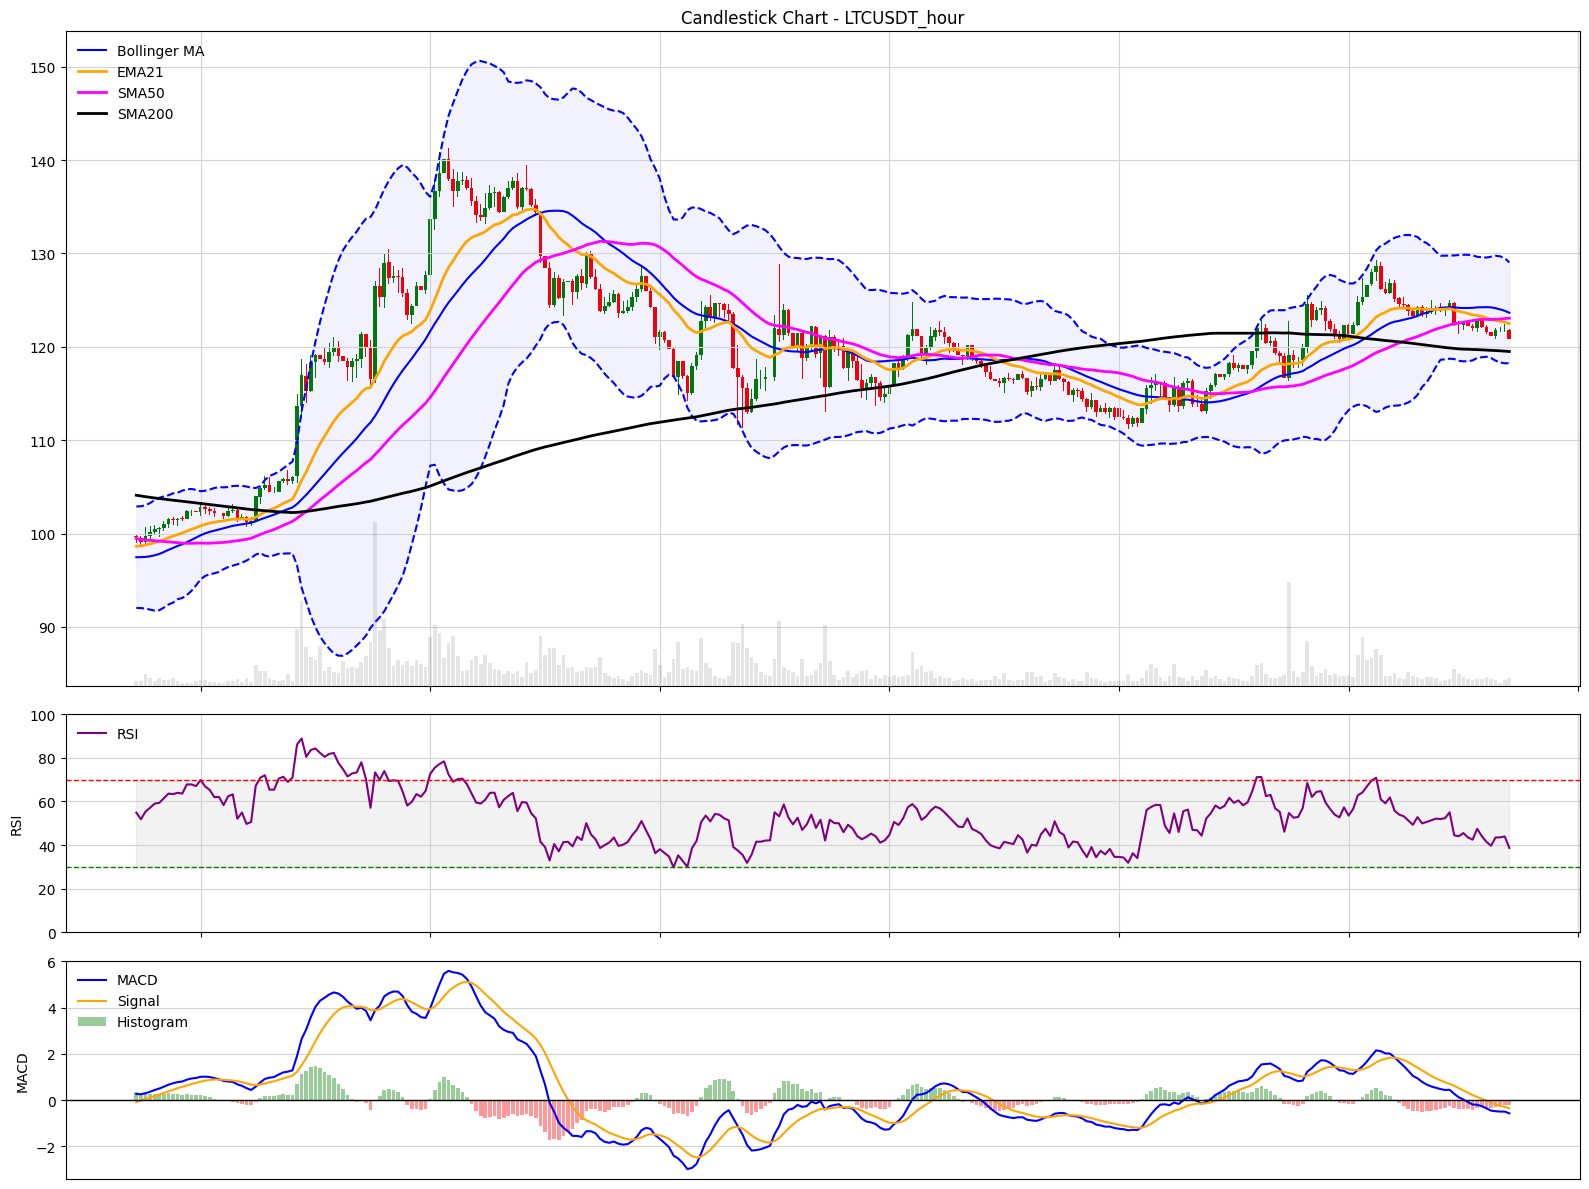 Candlestick Chart - LTCUSDT_hour
Bollinger MA
EMA21
SMA50
SMA200
150
140
130
120
110
100
90
100
80
60
40
20
0
RSI
RSI
6
4
2
0
−2
MACD
MACD
Signal
Histogram